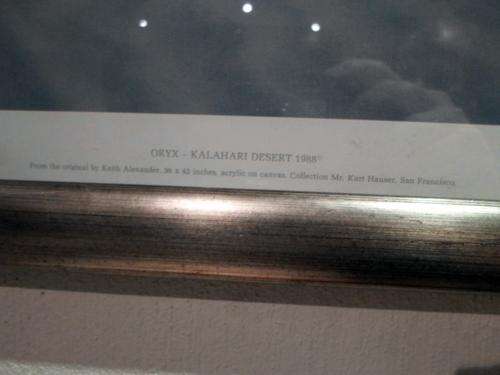 ORYX - KALAHARI DESERT 1988©
From the original by Keith Alexander, 36 x 42 inches, acrylic on canvas. Collection Mr. Kurt Hauser, San Francisco.